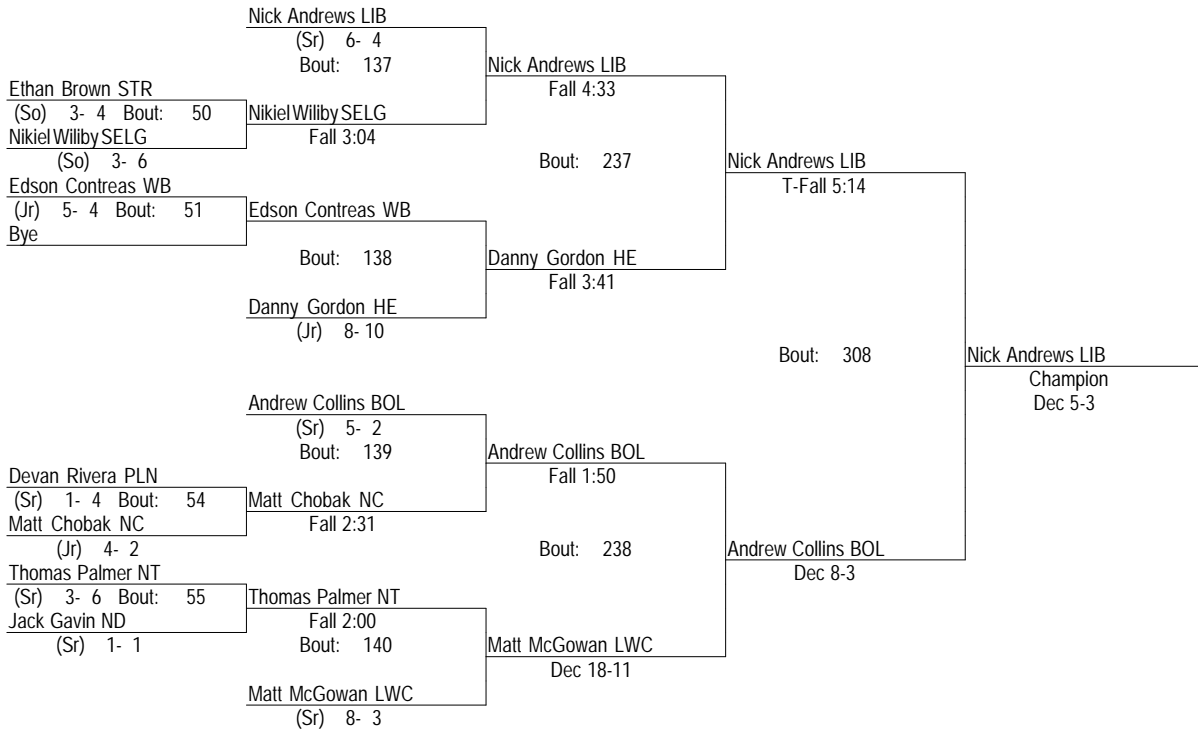 Nick Andrews LIB
(Sr) 6- 4
Bout: 137
Nick Andrews LIB
Fall 4:33
Ethan Brown STR
(So) 3- 4 Bout: 50
Nikiel Wiliby SELG
(So) 3- 6
Nikiel Wiliby SELG
Fall 3:04
Bout: 237
Nick Andrews LIB
T-Fall 5:14
Edson Contreas WB
(Jr) 5- 4 Bout: 51
Bye
Edson Contreas WB
Bout: 138
Danny Gordon HE
Fall 3:41
Danny Gordon HE
(Jr) 8- 10
Bout: 308
Nick Andrews LIB
Champion
Dec 5-3
Andrew Collins BOL
(Sr) 5- 2
Bout: 139
Andrew Collins BOL
Fall 1:50
Devan Rivera PLN
(Sr) 1- 4 Bout: 54
Matt Chobak NC
(Jr) 4- 2
Matt Chobak NC
Fall 2:31
Bout: 238
Andrew Collins BOL
Dec 8-3
Thomas Palmer NT
(Sr) 3- 6 Bout: 55
Jack Gavin ND
(Sr) 1- 1
Thomas Palmer NT
Fall 2:00
Bout: 140
Matt McGowan LWC
Dec 18-11
Matt McGowan LWC
(Sr) 8- 3